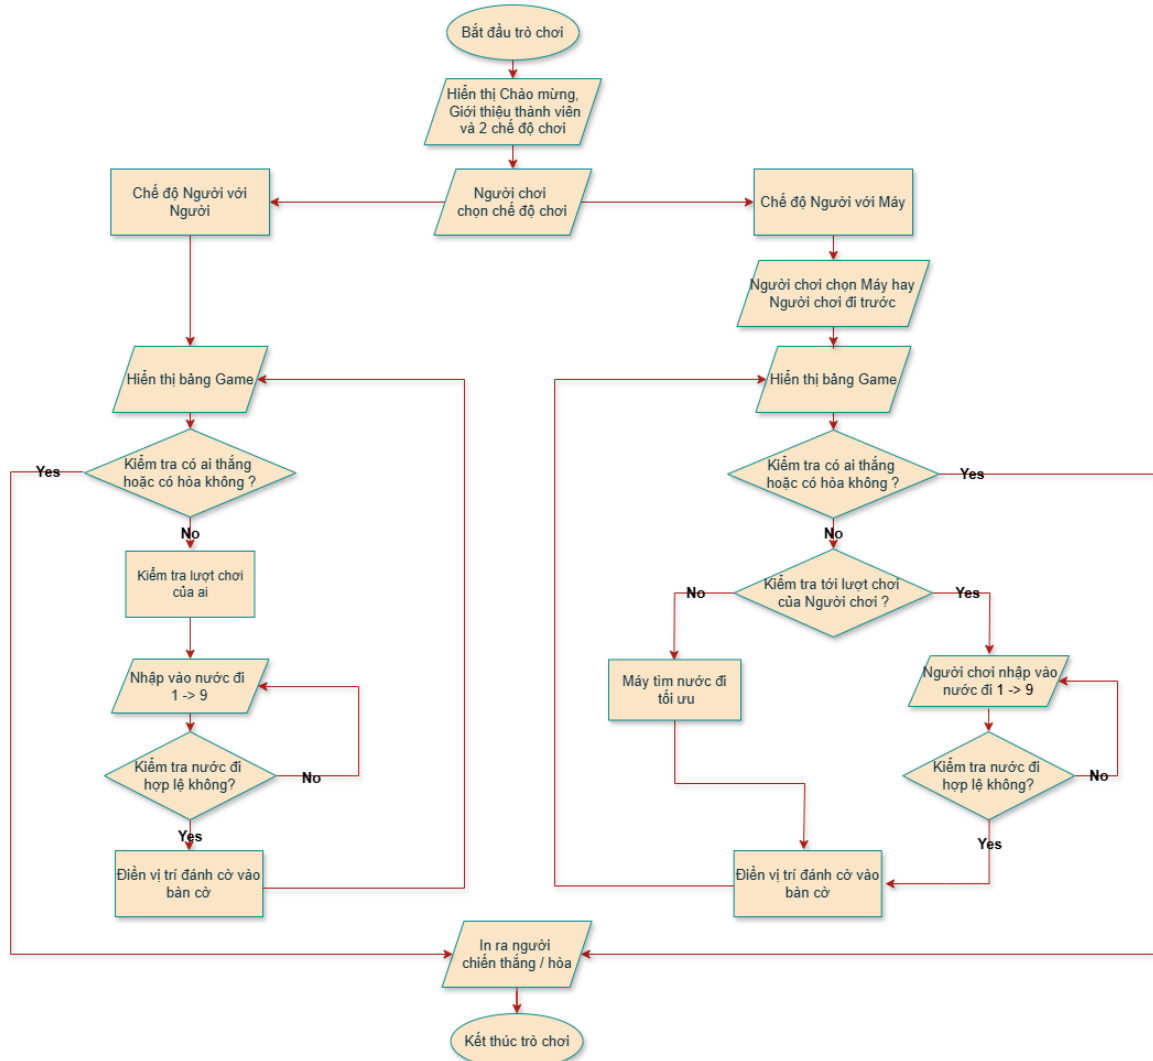 Bắt đầu trò chơi
Hiển thị Chào mừng,
Giới thiệu thành viên
và 2 chế độ chơi
Người chơi
chọn chế độ chơi
Chế độ Người với
Người
Hiển thị bảng Game
Kiểm tra có ai thắng
hoặc có hòa không ?
Yes
No
Kiểm tra lượt chơi
của ai
Nhập vào nước đi
1 -> 9
Kiểm tra nước đi
hợp lệ không?
No
Yes
Điền vị trí đánh cờ vào
bàn cờ
Chế độ Người với Máy
Người chơi chọn Máy hay
Người chơi đi trước
Hiển thị bảng Game
Kiểm tra có ai thắng
hoặc có hòa không ?
Yes
No
Kiểm tra tới lượt chơi
của Người chơi ?
No
Yes
Máy tìm nước đi
tối ưu
Người chơi nhập vào
nước đi 1 -> 9
Kiểm tra nước đi
hợp lệ không?
No
Yes
Điền vị trí đánh cờ vào
bàn cờ
In ra người
chiến thắng / hòa
Kết thúc trò chơi